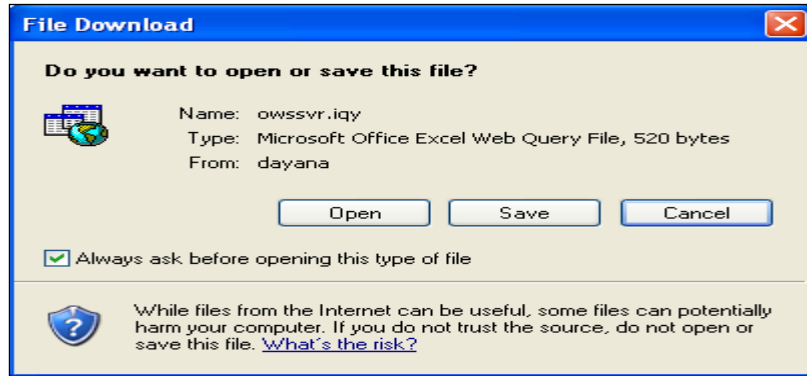 File Download
Do you want to open or save this file?
Name: owssvr.iqy
Type: Microsoft Office Excel Web Query File, 520 bytes
From: dayana
Open Save Cancel
Always ask before opening this type of file
While files from the Internet can be useful, some files can potentially
harm your computer. If you do not trust the source, do not open or
save this file. What's the risk?